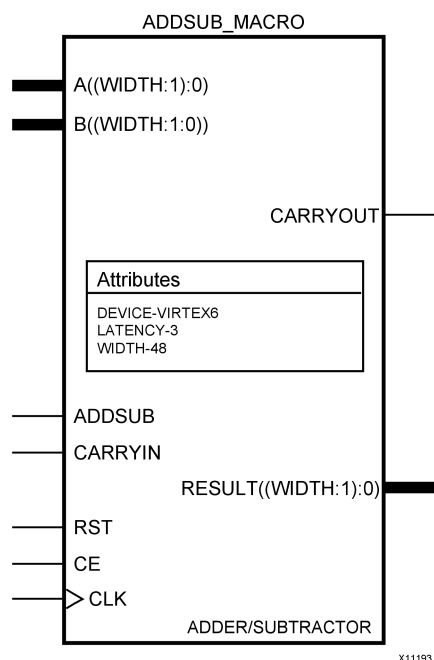 ADDSUB_MACRO
A((WIDTH:1):0)
B((WIDTH:1:0))
CARRYOUT
Attributes
DEVICE-VIRTEX6
LATENCY-3
WIDTH-48
ADDSUB
CARRYIN
RESULT((WIDTH:1):0)
RST
CE
CLK
ADDER/SUBTRACTOR
X11193